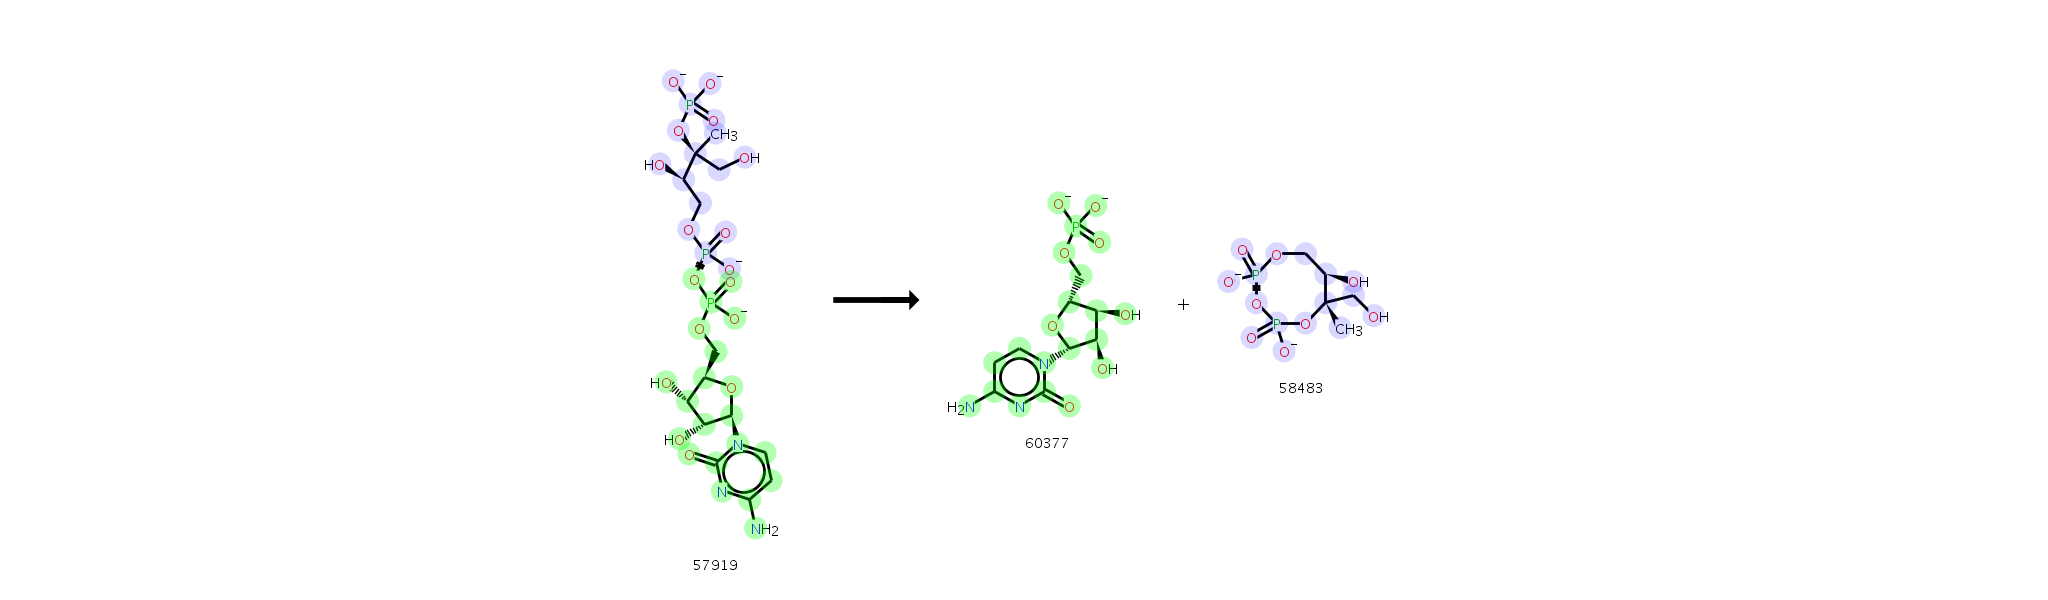 O⁻ O⁻
P
O
O CH3
HO OH
O O
P
O⁻
O O
P
O⁻
O
HO O
HO
O N
N
NH2
57919
O⁻ O⁻
P
O
O
O OH
N OH
H2N N O
60377
+
O O
O⁻ P OH
O OH
P O
O CH3
O⁻
58483